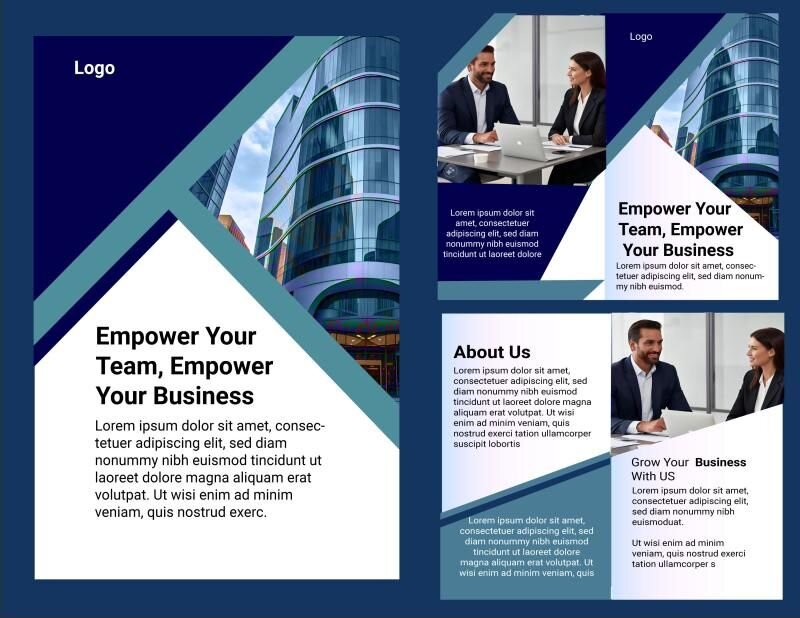 Logo
Empower Your
Team, Empower
Your Business
Lorem ipsum dolor sit amet, consec-
tetuer adipiscing elit, sed diam
nonummy nibh euismod tincidunt ut
laoreet dolore magna aliquam erat
volutpat. Ut wisi enim ad minim
veniam, quis nostrud exerc.
Lorem ipsum dolor sit
amet, consectetuer
adipiscing elit, sed diam
nonummy nibh euismod
tincidunt ut laoreet dolore
Logo
Empower Your
Team, Empower
Your Business
Lorem ipsum dolor sit amet, consec-
tetuer adipiscing elit, sed diam nonum-
my nibh euismod.
About Us
Lorem ipsum dolor sit amet,
consectetuer adipiscing elit, sed
diam nonummy nibh euismod
tincidunt ut laoreet dolore magna
aliquam erat volutpat. Ut wisi
enim ad minim veniam, quis
nostrud exerci tation ullamcorper
suscipit lobortis
Lorem ipsum dolor sit amet,
consectetuer adipiscing elit, sed
diam nonummy nibh euismod
tincidunt ut laoreet dolore
magna aliquam erat volutpat. Ut
wisi enim ad minim veniam, quis
Grow Your Business
With US
Lorem ipsum dolor sit amet,
consectetuer adipiscing elit,
sed diam nonummy nibh
euismoduat.
Ut wisi enim ad minim
veniam, quis nostrud exerci
tation ullamcorper s